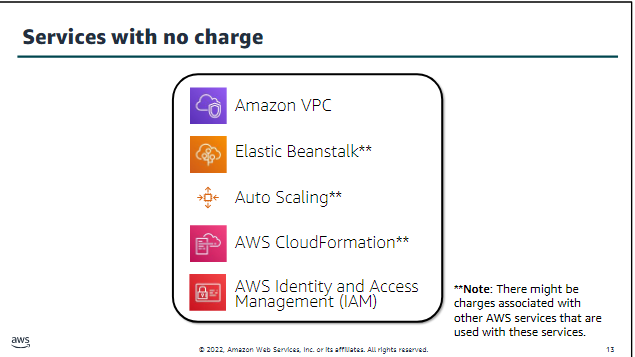 Services with no charge
Amazon VPC
Elastic Beanstalk**
Auto Scaling**
AWS CloudFormation**
AWS Identity and Access
Management (IAM)
**Note: There might be
charges associated with
other AWS services that are
used with these services.
aws
© 2022, Amazon Web Services, Inc. or its affiliates. All rights reserved.
13